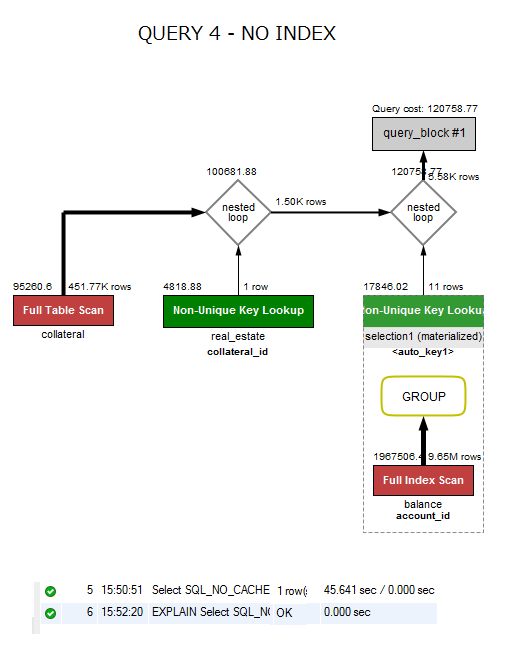 QUERY 4 - NO INDEX
Query cost: 120758.77
query_block #1
100681.88
120758.77
5.58K rows
nested
loop
1.50K rows
nested
loop
95260.6
451.77K rows
4818.88
1 row
17846.02
11 rows
Full Table Scan
Non-Unique Key Lookup
on-Unique Key Looku
collateral
real_estate
collateral_id
selection1 (materialized)
<auto_key1>
GROUP
1967506.4
9.65M rows
Full Index Scan
balance
account_id
5 15:50:51 Select SQL_NO_CACHE 1 row(s 45.641 sec / 0.000 sec
6 15:52:20 EXPLAIN Select SQL_NC OK 0.000 sec